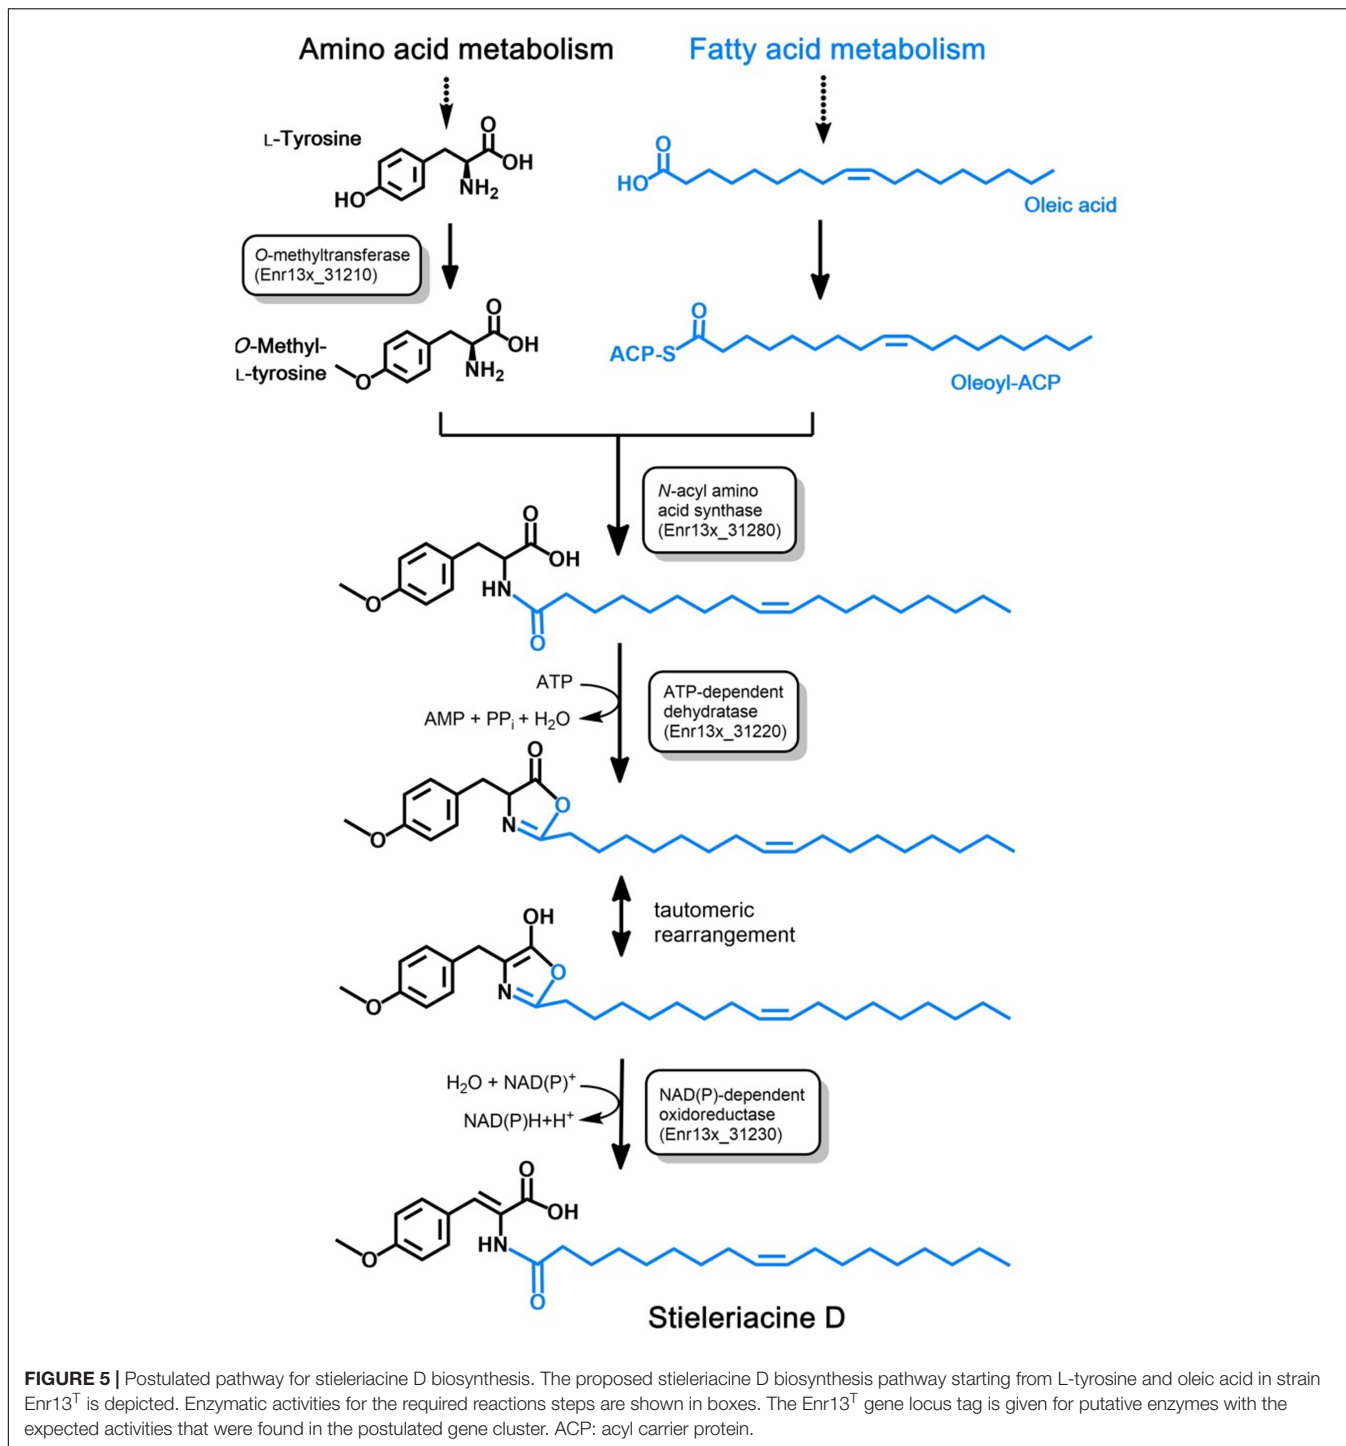 Amino acid metabolism
Fatty acid metabolism
L-Tyrosine
O
OH
NH₂
HO
O
HO
Oleic acid
O-methyltransferase
(Enr13x_31210)
O-Methyl-
L-tyrosine
O
OH
NH₂
O
O
ACP-S
Oleoyl-ACP
N-acyl amino
acid synthase
(Enr13x_31280)
O
OH
HN
O
O
ATP
AMP + PPᵢ + H₂O
ATP-dependent
dehydratase
(Enr13x_31220)
O
O
N
O
tautomeric
rearrangement
OH
O
N
O
H₂O + NAD(P)⁺
NAD(P)H+H⁺
NAD(P)-dependent
oxidoreductase
(Enr13x_31230)
O
OH
HN
O
O
Stieleriacine D
FIGURE 5 | Postulated pathway for stieleriacine D biosynthesis. The proposed stieleriacine D biosynthesis pathway starting from L-tyrosine and oleic acid in strain
Enr13ᵀ is depicted. Enzymatic activities for the required reactions steps are shown in boxes. The Enr13ᵀ gene locus tag is given for putative enzymes with the
expected activities that were found in the postulated gene cluster. ACP: acyl carrier protein.